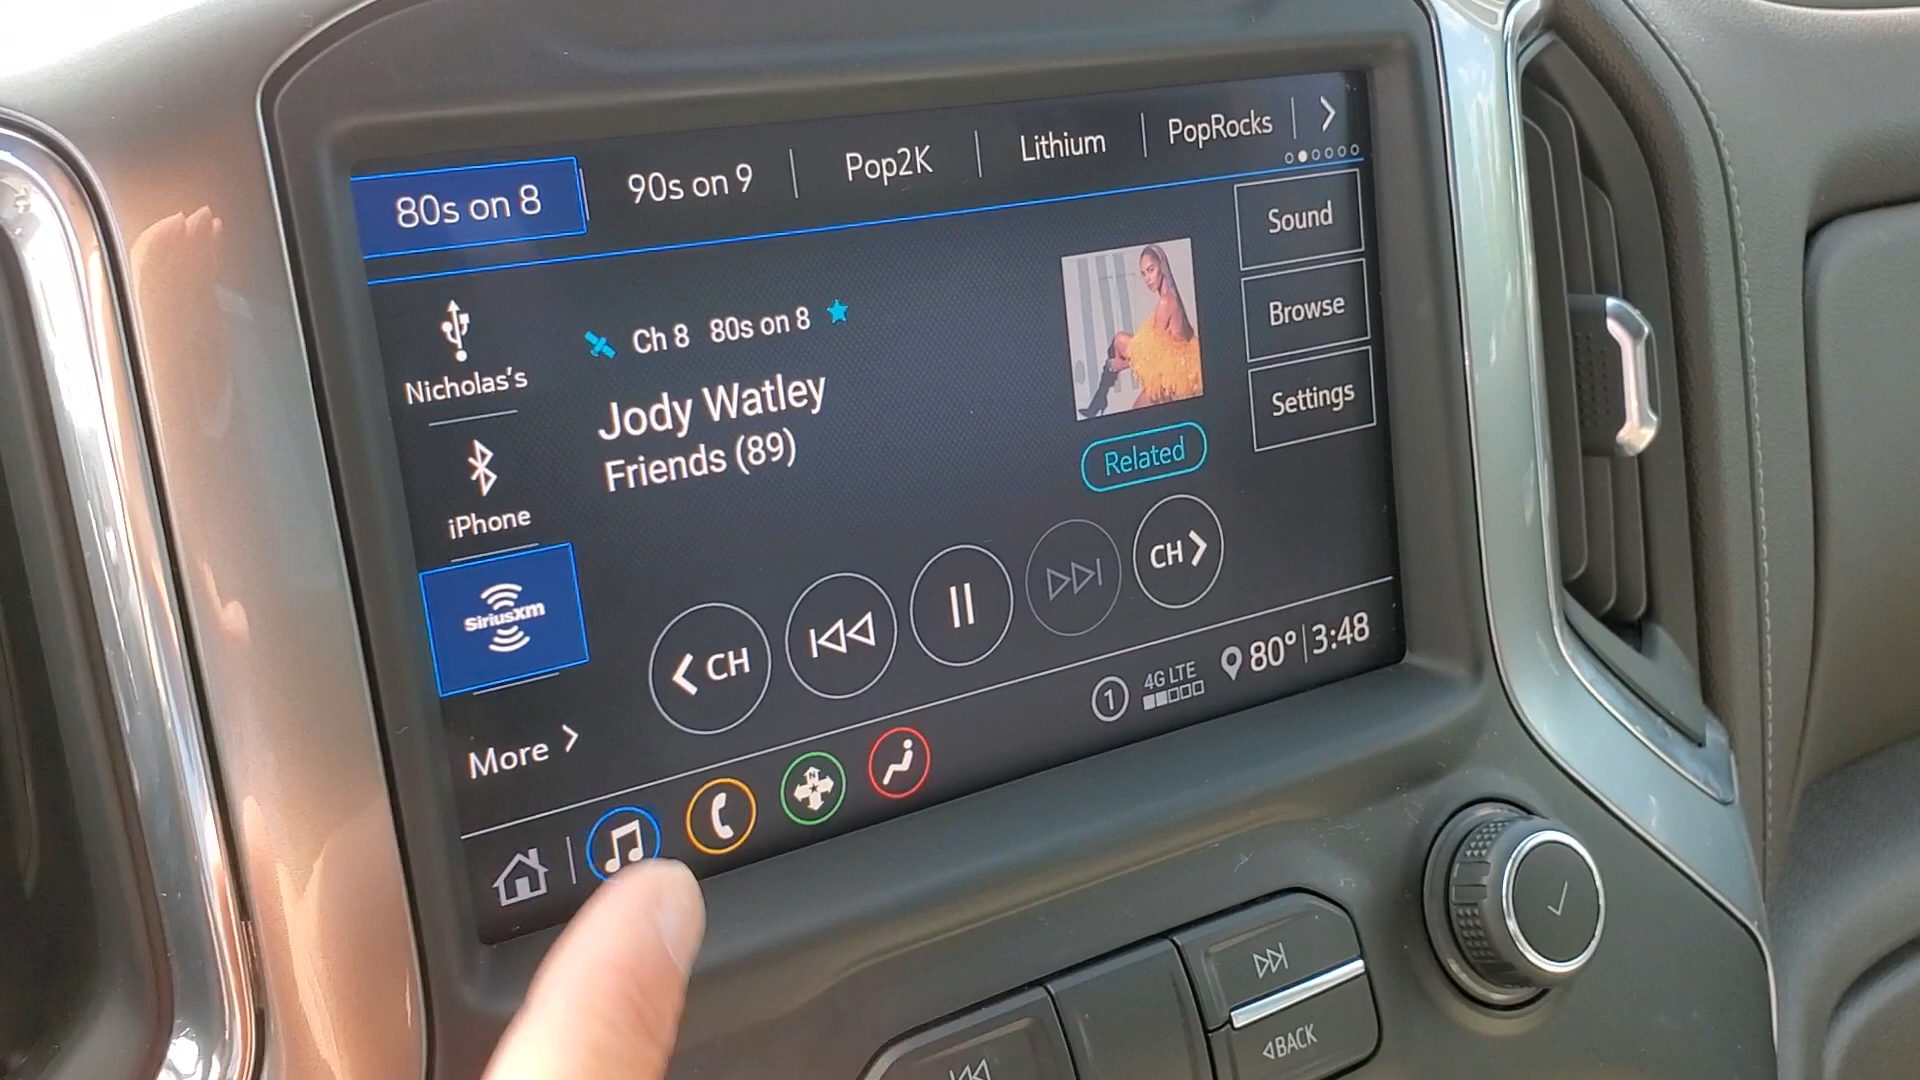 80s on 8
90s on 9
Pop2K
Lithium
PopRocks
Nicholas's
iPhone
SiriusXm
More
Ch 8 80s on 8
Jody Watley
Friends (89)
Related
Sound
Browse
Settings
CH
CH
1
4G LTE
80° 3:48
N
BACK